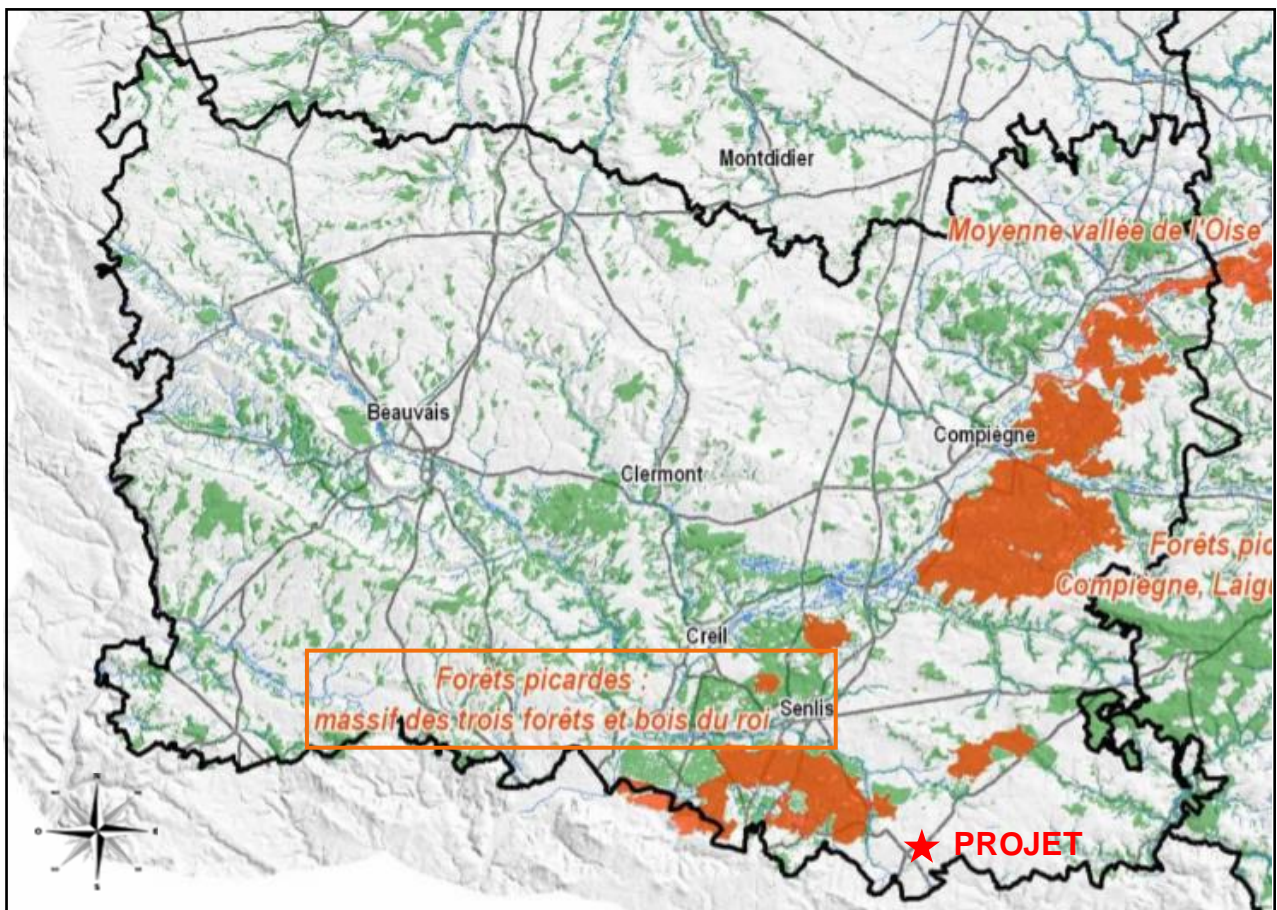 Montdidier
Moyenne vallée de l'Oise
Beauvais
Compiègne
Clermont
Forêts pic
Compiègne, Laigu
Creil
Forêts picardes :
massif des trois forêts et bois du roi
Senlis
PROJET
N
O
E
S